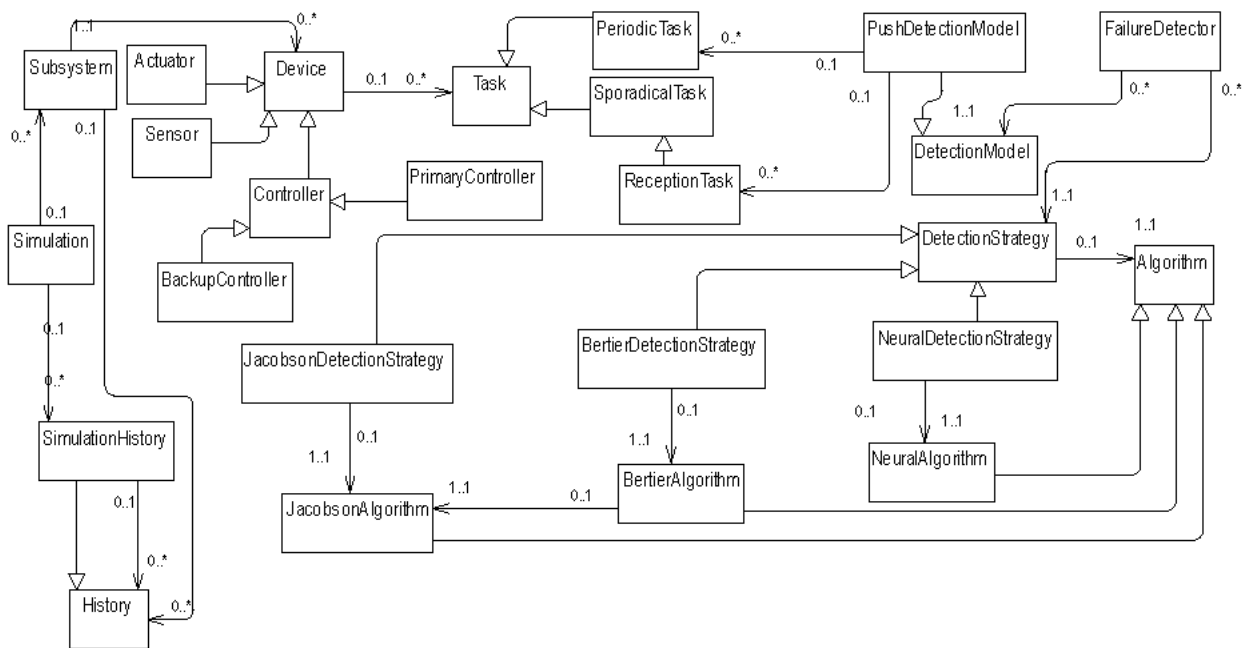 1..1
0..*
Subsystem
Actuator
Device
Sensor
0..1
0..*
Task
PeriodicTask
SporadicalTask
ReceptionTask
0..*
0..1
0..1
0..*
PushDetectionModel
FailureDetector
1..1
0..*
0..*
DetectionModel
0..*
0..1
0..1
Simulation
Controller
PrimaryController
BackupController
1..1
DetectionStrategy
0..1
1..1
Algorithm
0..1
0..*
SimulationHistory
JacobsonDetectionStrategy
BertierDetectionStrategy
NeuralDetectionStrategy
0..1
1..1
0..1
1..1
0..1
1..1
NeuralAlgorithm
BertierAlgorithm
JacobsonAlgorithm
1..1
0..1
0..1
0..*
History
0..*